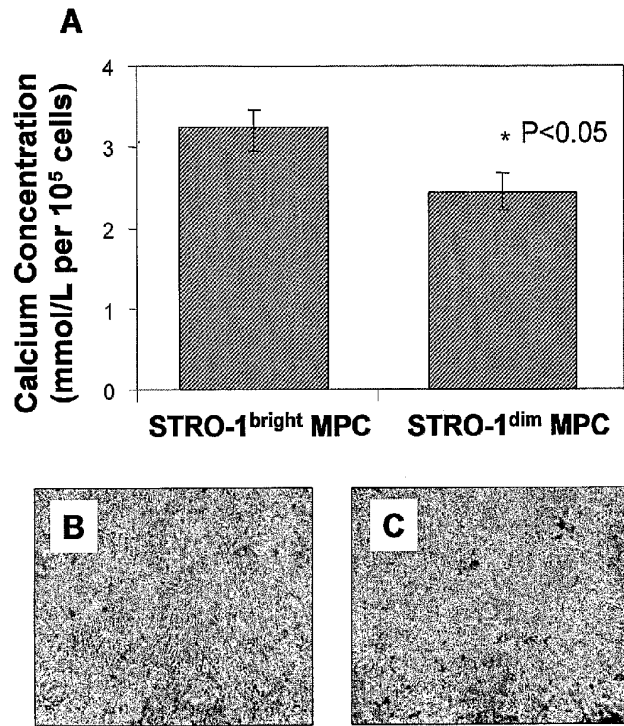 A
Calcium Concentration
(mmol/L per 10⁵ cells)
4
3
2
1
0
* P<0.05
STRO-1ᵇʳⁱᵍʰᵗ MPC
STRO-1ᵈⁱᵐ MPC
B
C